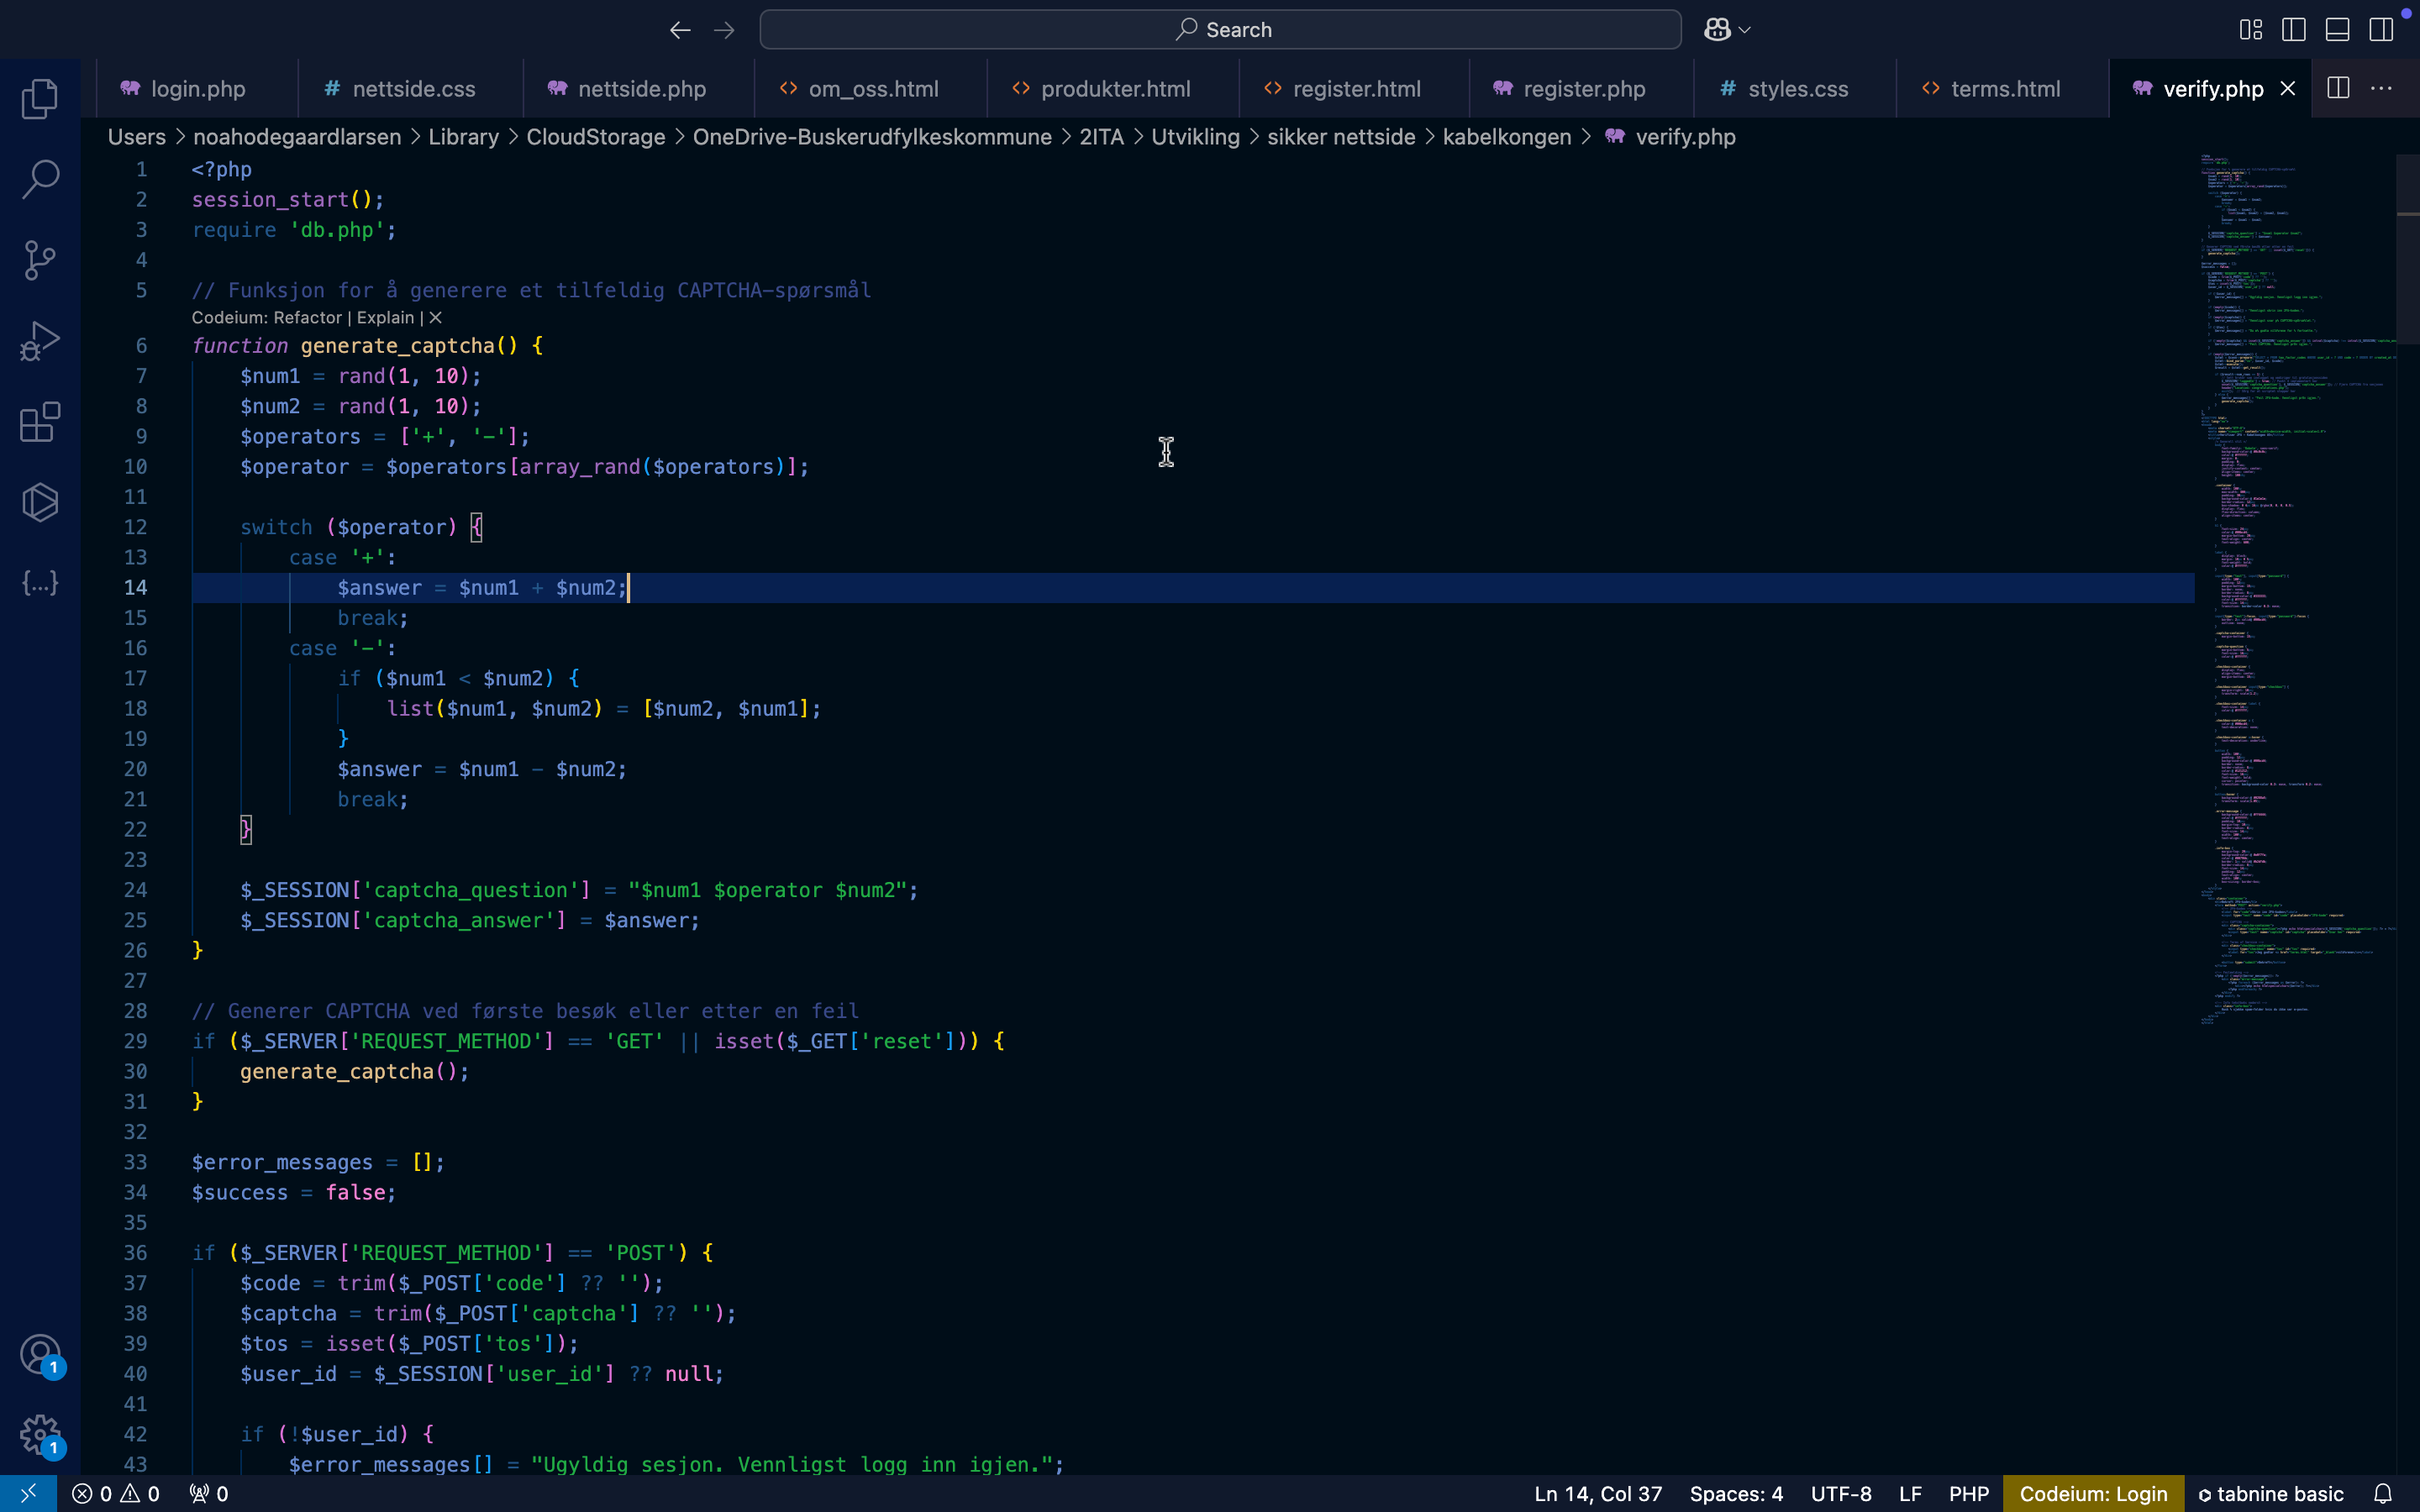 Search
login.php
nettside.css
nettside.php
om_oss.html
produkter.html
register.html
register.php
styles.css
terms.html
verify.php
Users > noahodegaardlarsen > Library > CloudStorage > OneDrive-Buskerudfylkeskommune > 2ITA > Utvikling > sikker nettside > kabelkongen > verify.php
1 <?php
2 session_start();
3 require 'db.php';
4
5 // Funksjon for å generere et tilfeldig CAPTCHA-spørsmål
Codeium: Refactor | Explain | ×
6 function generate_captcha() {
7 $num1 = rand(1, 10);
8 $num2 = rand(1, 10);
9 $operators = ['+', '-'];
10 $operator = $operators[array_rand($operators)];
11
12 switch ($operator) {
13 case '+':
14 $answer = $num1 + $num2;
15 break;
16 case '-':
17 if ($num1 < $num2) {
18 list($num1, $num2) = [$num2, $num1];
19 }
20 $answer = $num1 - $num2;
21 break;
22 }
23
24 $_SESSION['captcha_question'] = "$num1 $operator $num2";
25 $_SESSION['captcha_answer'] = $answer;
26 }
27
28 // Generer CAPTCHA ved første besøk eller etter en feil
29 if ($_SERVER['REQUEST_METHOD'] == 'GET' || isset($_GET['reset'])) {
30 generate_captcha();
31 }
32
33 $error_messages = [];
34 $success = false;
35
36 if ($_SERVER['REQUEST_METHOD'] == 'POST') {
37 $code = trim($_POST['code'] ?? '');
38 $captcha = trim($_POST['captcha'] ?? '');
39 $tos = isset($_POST['tos']);
40 $user_id = $_SESSION['user_id'] ?? null;
41
42 if (!$user_id) {
43 $error_messages[] = "Ugyldig sesjon. Vennligst logg inn igjen.";
1
1
0 0 0
Ln 14, Col 37 Spaces: 4 UTF-8 LF PHP Codeium: Login tabnine basic